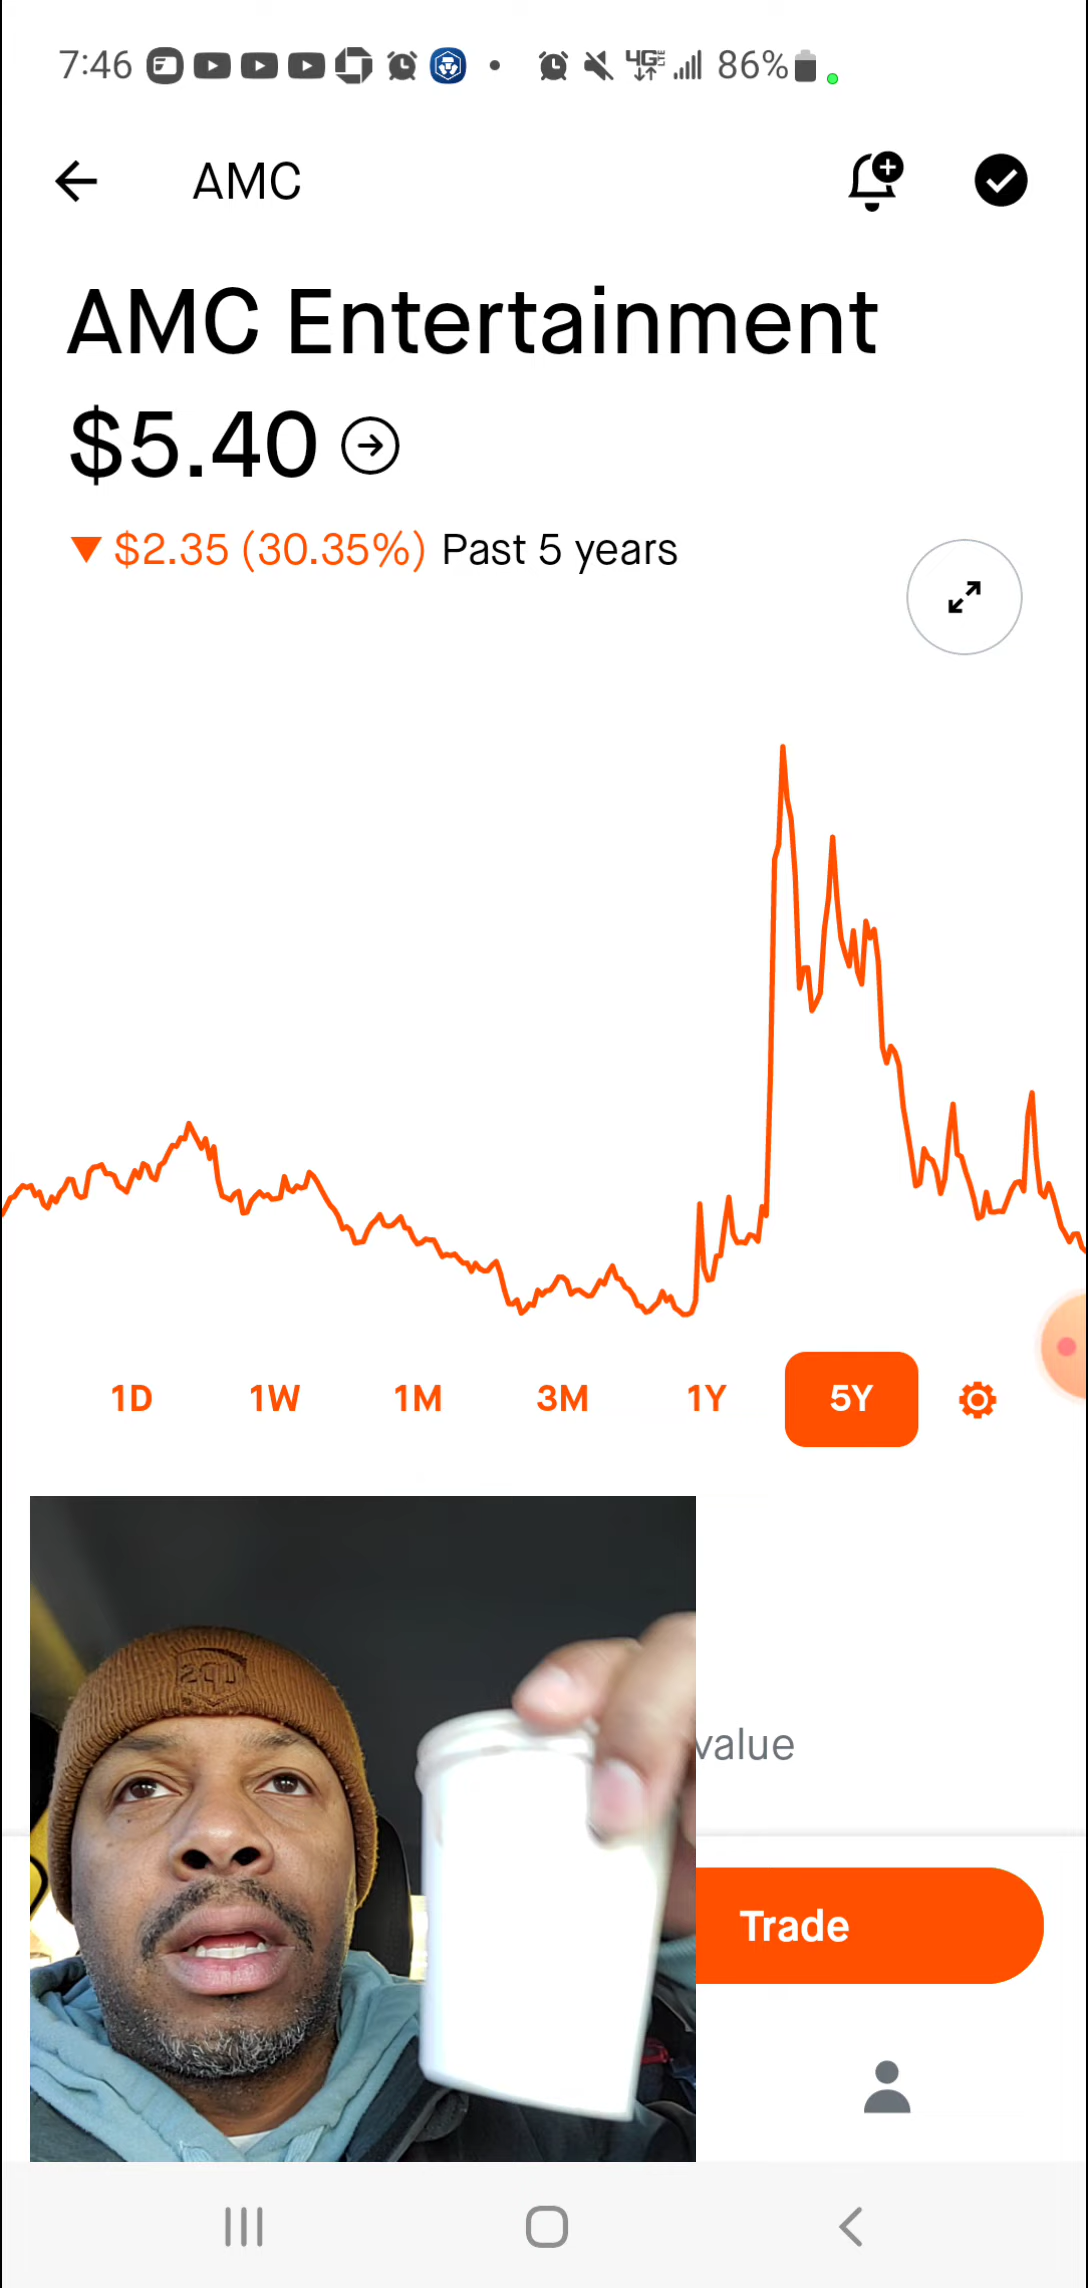 7:46 4GE 86%
AMC
AMC Entertainment
$5.40
▼ $2.35 (30.35%) Past 5 years
1D 1W 1M 3M 1Y 5Y
value
Trade